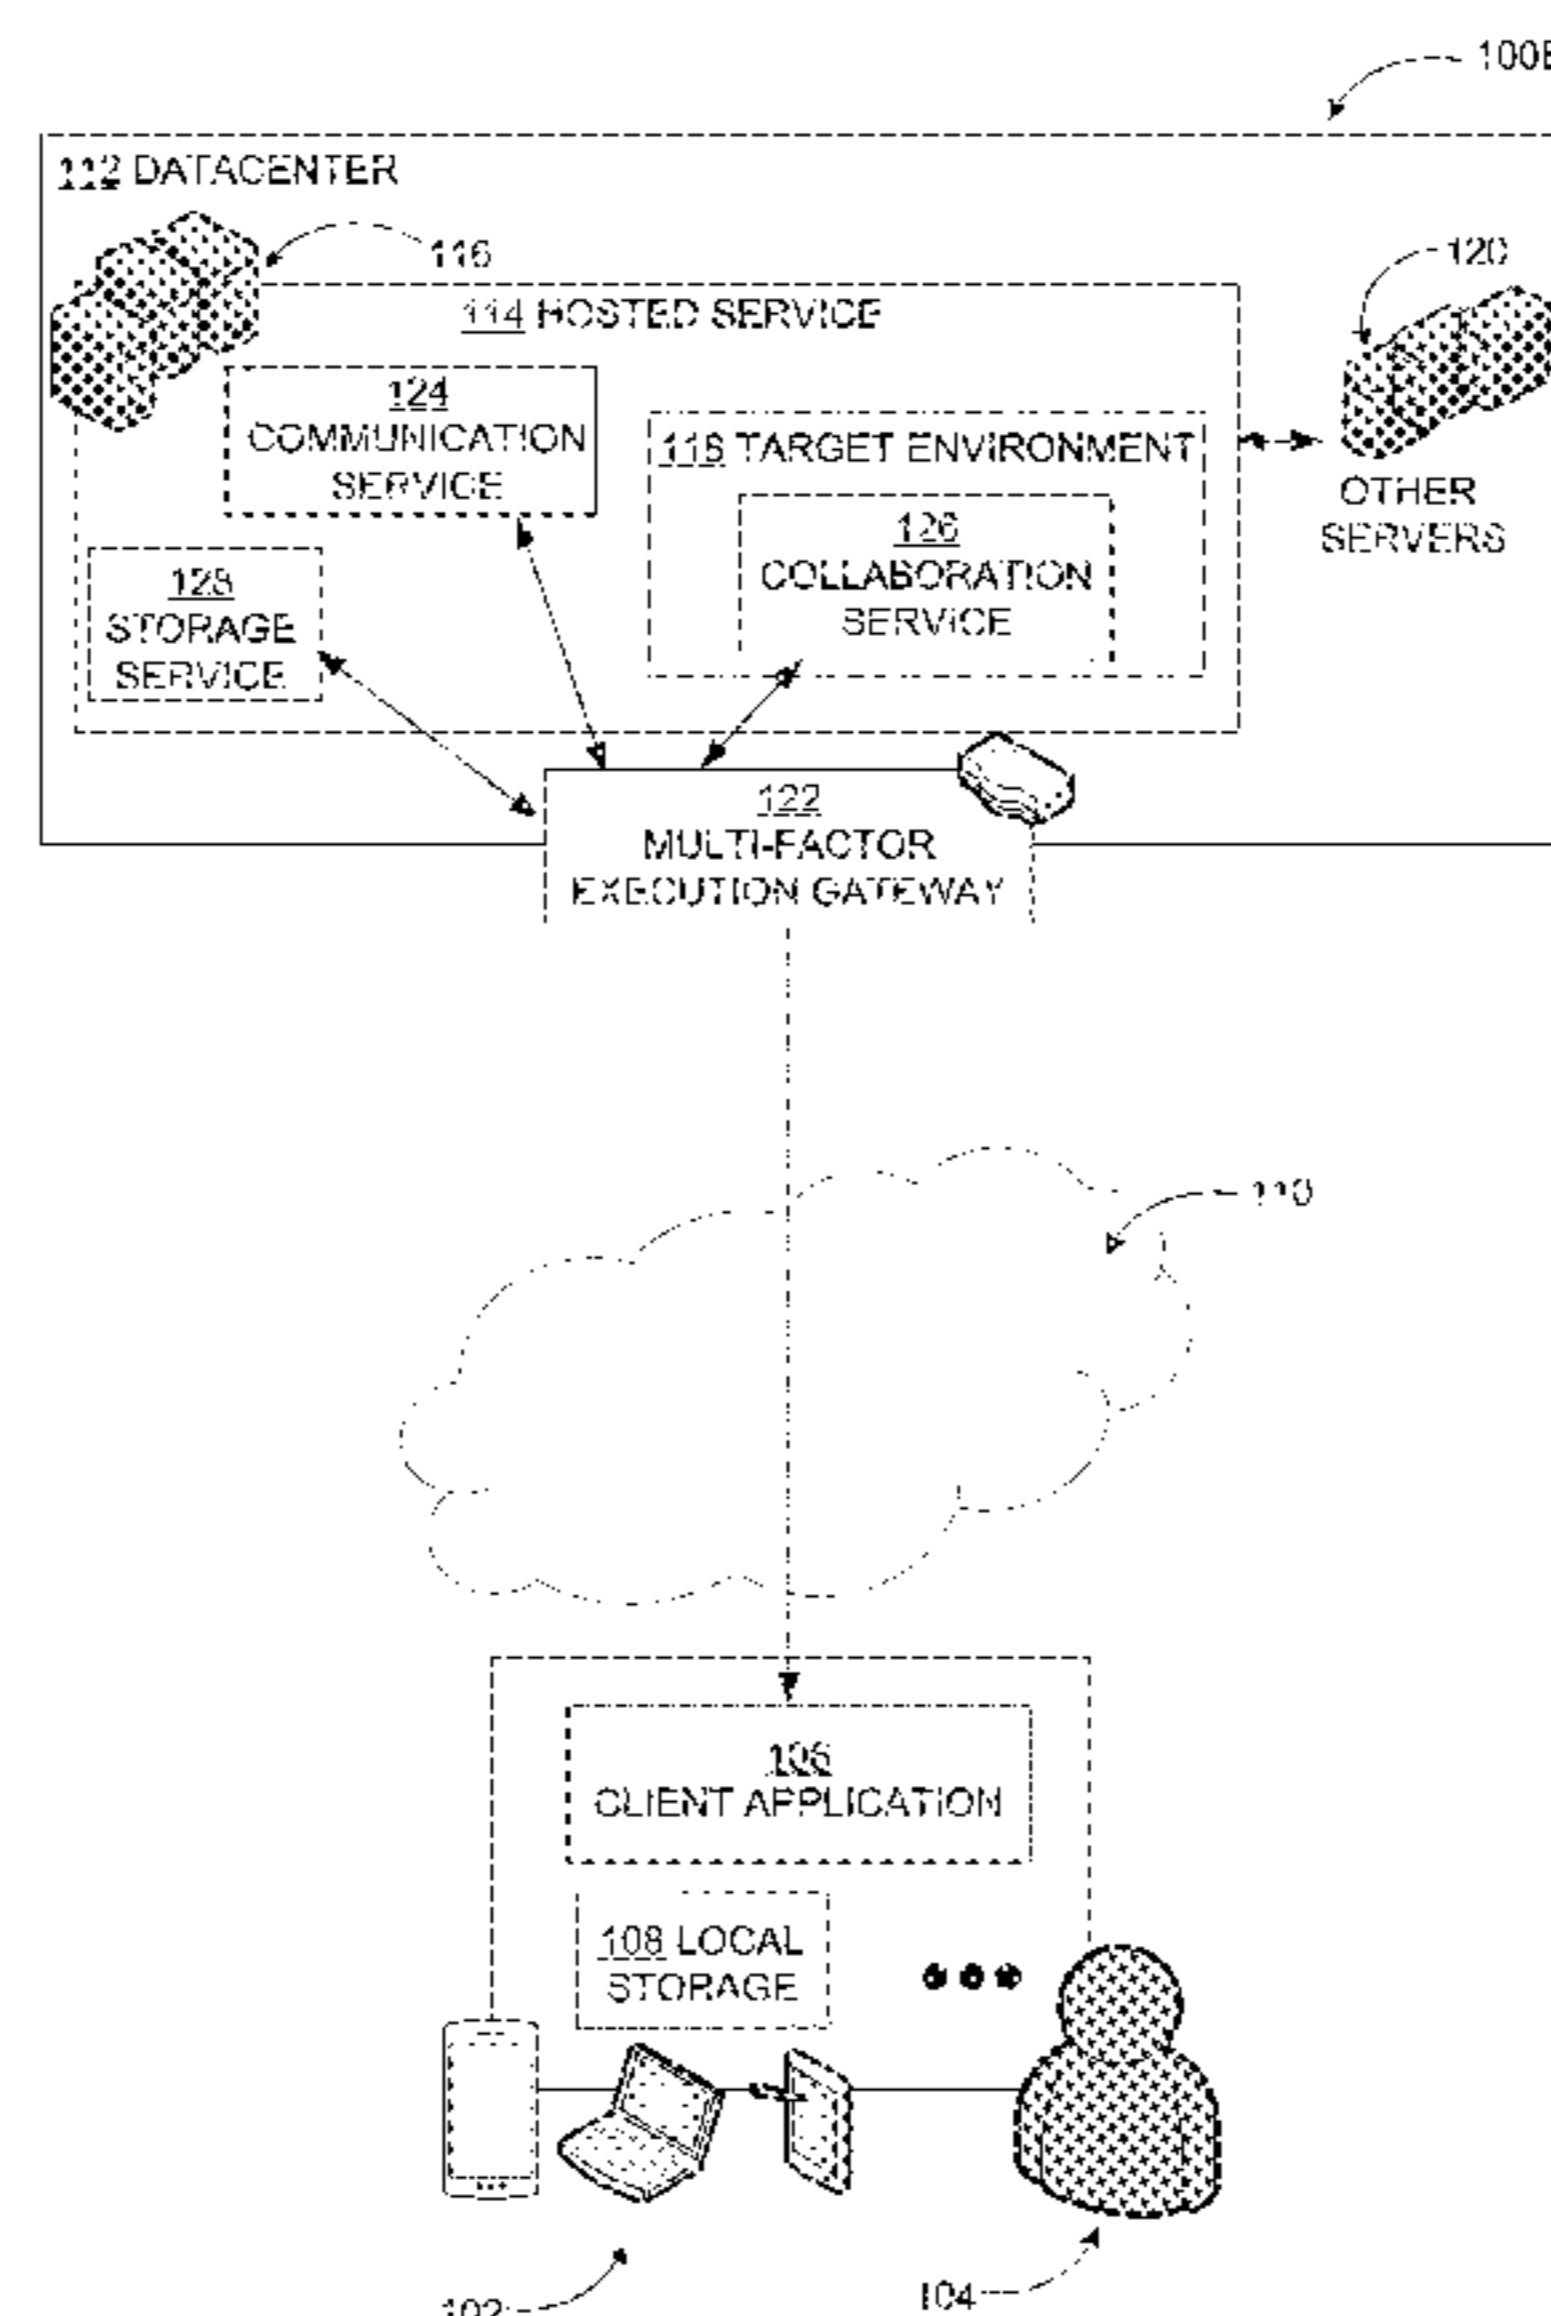 100B
112 DATACENTER
116
120
114 HOSTED SERVICE
124
COMMUNICATION
SERVICE
118 TARGET ENVIRONMENT
126
COLLABORATION
SERVICE
OTHER
SERVERS
128
STORAGE
SERVICE
122
MULTI-FACTOR
EXECUTION GATEWAY
110
106
CLIENT APPLICATION
108 LOCAL
STORAGE
102
104